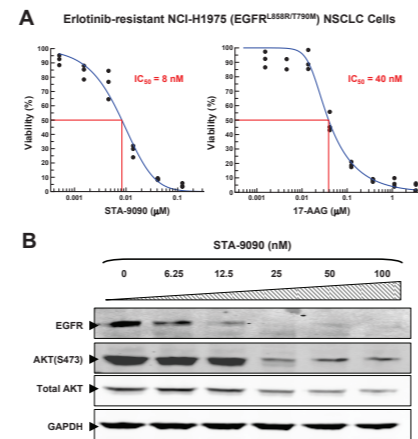 A
Erlotinib-resistant NCI-H1975 (EGFR^L858R/T790M) NSCLC Cells
100
90
80
70
60
50
40
30
20
10
0
Viability (%)
IC50 = 8 nM
0.001
0.01
0.1
STA-9090 (μM)
100
90
80
70
60
50
40
30
20
10
0
Viability (%)
IC50 = 40 nM
0.001
0.01
0.1
1
17-AAG (μM)
B
STA-9090 (nM)
0 6.25 12.5 25 50 100
EGFR
AKT(S473)
Total AKT
GAPDH